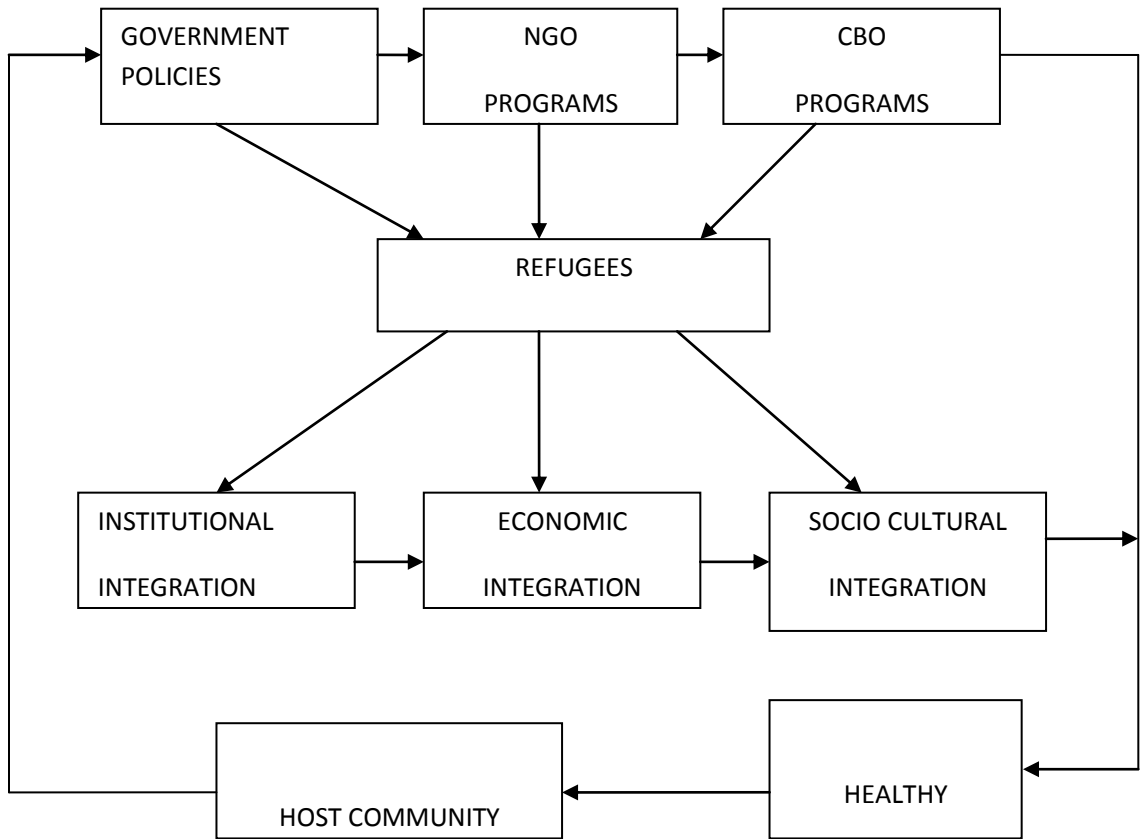 GOVERNMENT
POLICIES
NGO
PROGRAMS
CBO
PROGRAMS
REFUGEES
INSTITUTIONAL
INTEGRATION
ECONOMIC
INTEGRATION
SOCIO CULTURAL
INTEGRATION
HOST COMMUNITY
HEALTHY